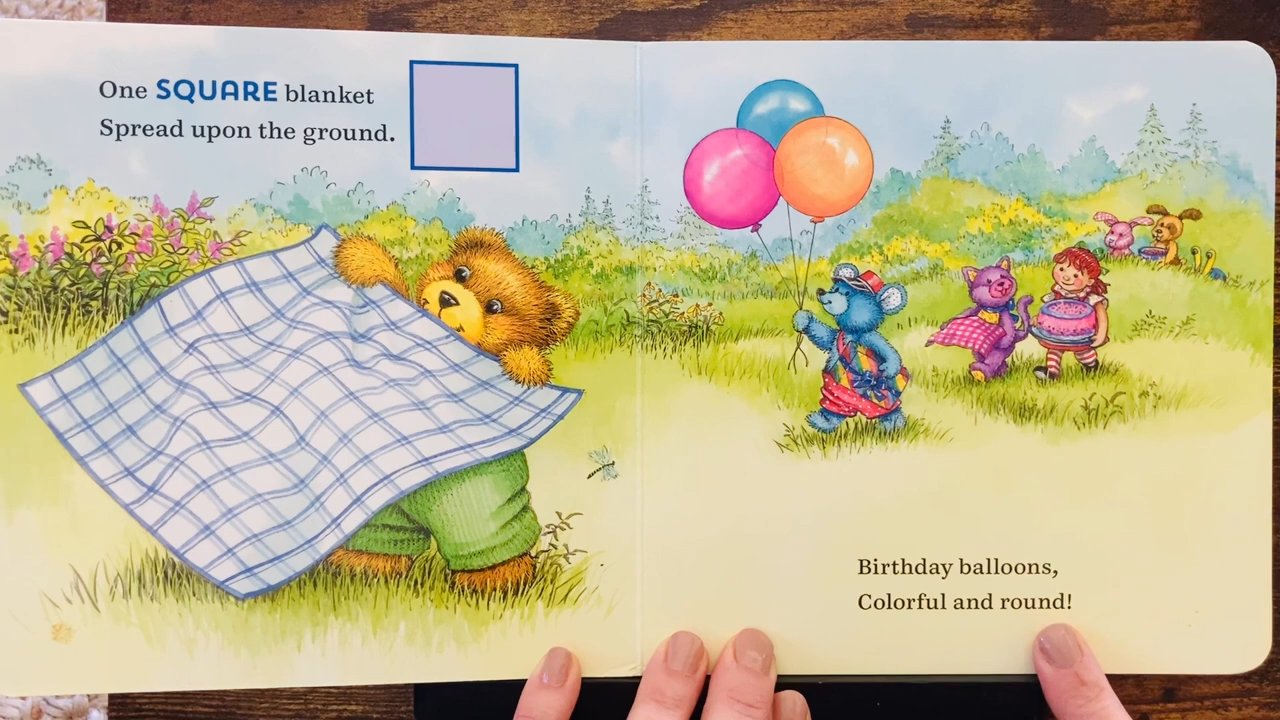 One SQUARE blanket
Spread upon the ground.
Birthday balloons,
Colorful and round!